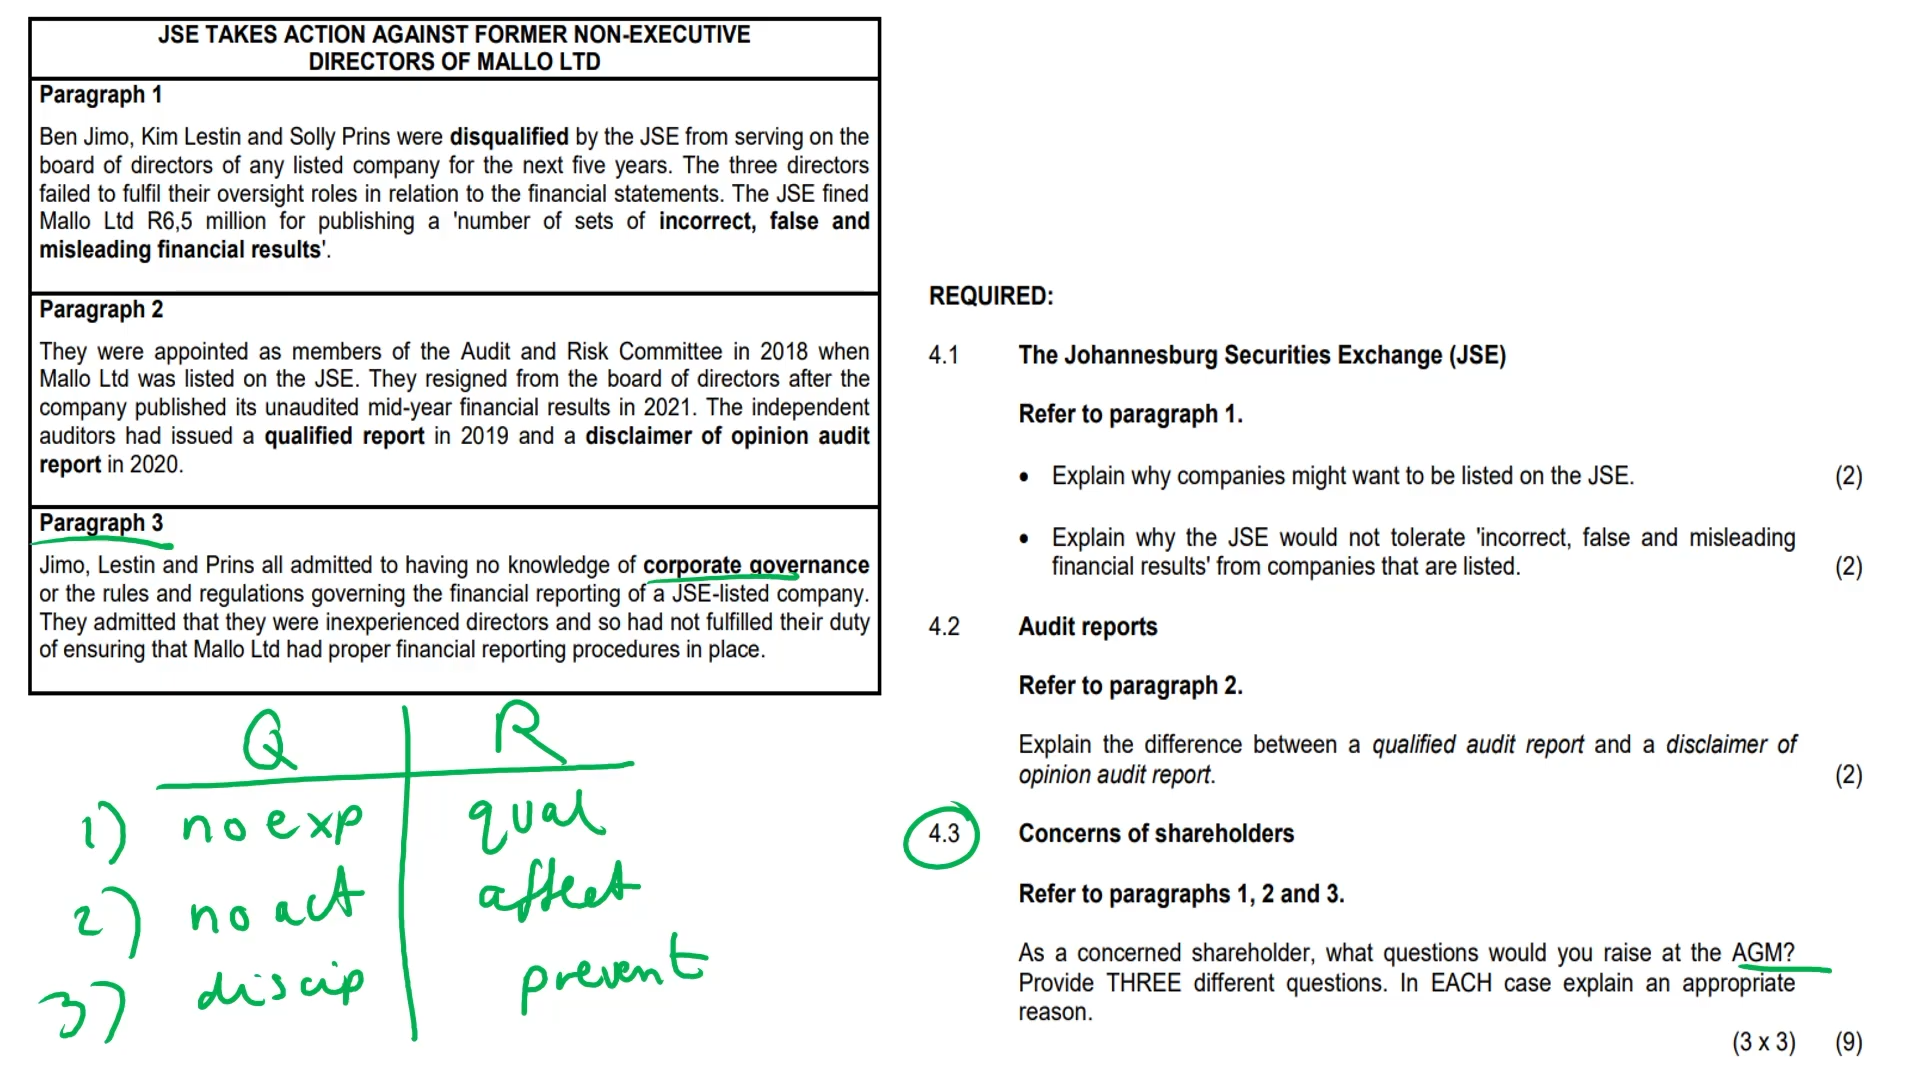 JSE TAKES ACTION AGAINST FORMER NON-EXECUTIVE
DIRECTORS OF MALLO LTD
Paragraph 1
Ben Jimo, Kim Lestin and Solly Prins were disqualified by the JSE from serving on the
board of directors of any listed company for the next five years. The three directors
failed to fulfil their oversight roles in relation to the financial statements. The JSE fined
Mallo Ltd R6,5 million for publishing a 'number of sets of incorrect, false and
misleading financial results'.
Paragraph 2
They were appointed as members of the Audit and Risk Committee in 2018 when
Mallo Ltd was listed on the JSE. They resigned from the board of directors after the
company published its unaudited mid-year financial results in 2021. The independent
auditors had issued a qualified report in 2019 and a disclaimer of opinion audit
report in 2020.
Paragraph 3
Jimo, Lestin and Prins all admitted to having no knowledge of corporate governance
or the rules and regulations governing the financial reporting of a JSE-listed company.
They admitted that they were inexperienced directors and so had not fulfilled their duty
of ensuring that Mallo Ltd had proper financial reporting procedures in place.
Q R
1) no exp qual
2) no act affect
3) discip prevent
REQUIRED:
4.1 The Johannesburg Securities Exchange (JSE)
Refer to paragraph 1.
• Explain why companies might want to be listed on the JSE. (2)
• Explain why the JSE would not tolerate 'incorrect, false and misleading
financial results' from companies that are listed. (2)
4.2 Audit reports
Refer to paragraph 2.
Explain the difference between a qualified audit report and a disclaimer of
opinion audit report. (2)
4.3 Concerns of shareholders
Refer to paragraphs 1, 2 and 3.
As a concerned shareholder, what questions would you raise at the AGM?
Provide THREE different questions. In EACH case explain an appropriate
reason.
(3 x 3) (9)